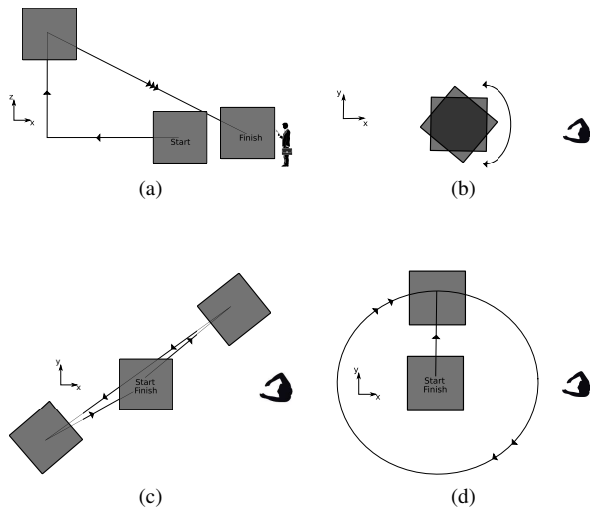 z
x
Start
Finish
(a)
y
x
(b)
y
x
Start
Finish
(c)
y
x
Start
Finish
(d)